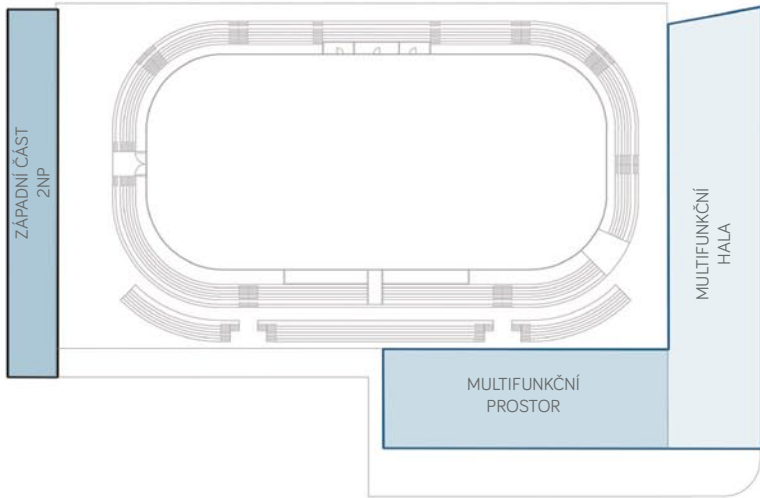 ZÁPADNÍ ČÁST
2NP
MULTIFUNKČNÍ
HALA
MULTIFUNKČNÍ
PROSTOR